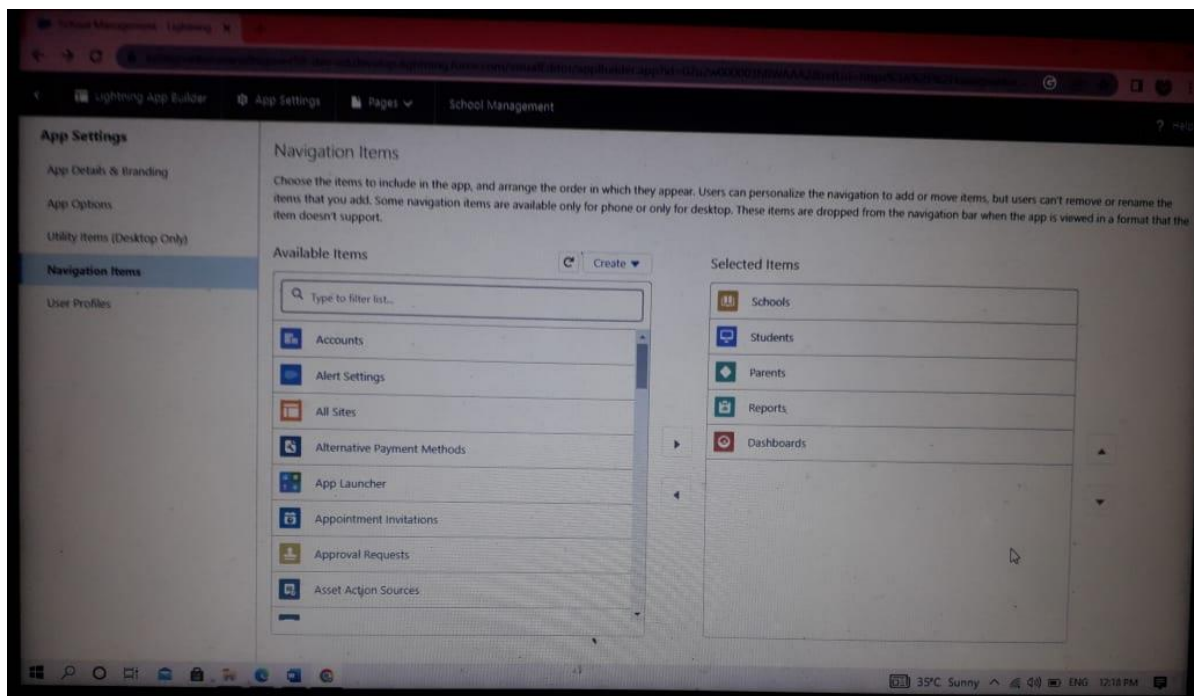 School Management - Lightning
Lightning App Builder
App Settings
Pages
School Management
? Help
App Settings
App Details & Branding
App Options
Utility Items (Desktop Only)
Navigation Items
User Profiles
Navigation Items
Choose the items to include in the app, and arrange the order in which they appear. Users can personalize the navigation to add or move items, but users can't remove or rename the
items that you add. Some navigation items are available only for phone or only for desktop. These items are dropped from the navigation bar when the app is viewed in a format that the
item doesn't support.
Available Items
Create
Type to filter list...
Accounts
Alert Settings
All Sites
Alternative Payment Methods
App Launcher
Appointment Invitations
Approval Requests
Asset Action Sources
Selected Items
Schools
Students
Parents
Reports
Dashboards
35°C Sunny
ENG
12:18 PM